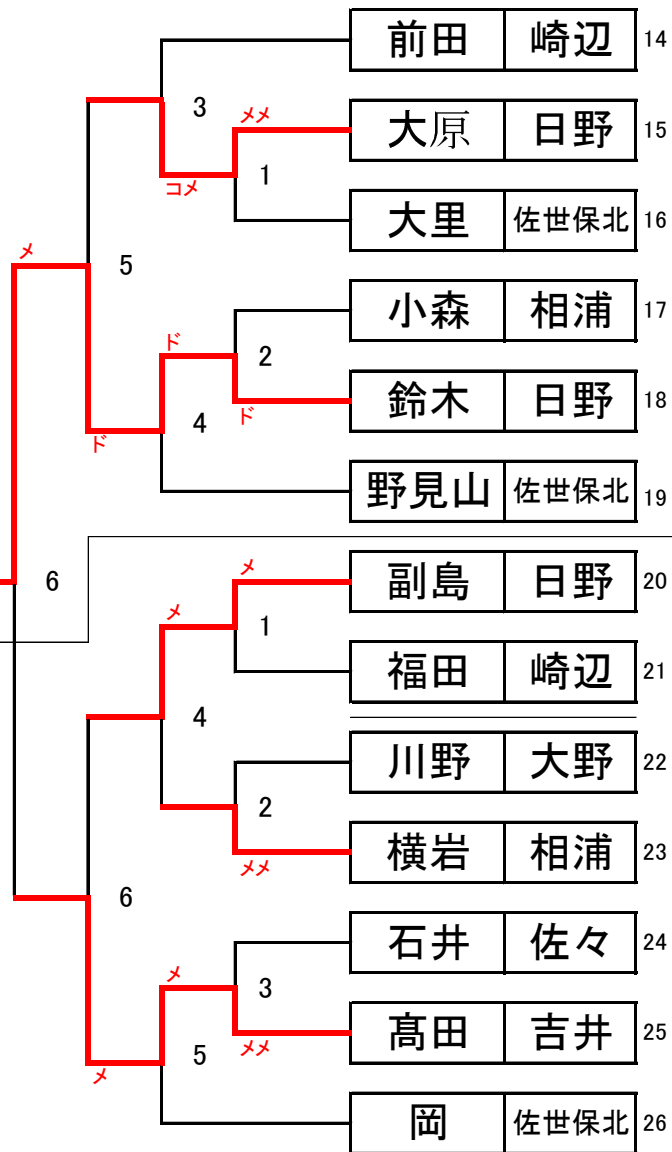 前田 崎辺 14
3
メメ
大原 日野 15
1
コメ
大里 佐世保北 16
メ
5
小森 相浦 17
ド
2
鈴木 日野 18
ド
4
ド
野見山 佐世保北 19
6
メ
副島 日野 20
メ
1
福田 崎辺 21
4
川野 大野 22
2
横岩 相浦 23
メメ
6
石井 佐々 24
メ
3
髙田 吉井 25
メメ
5
メ
岡 佐世保北 26